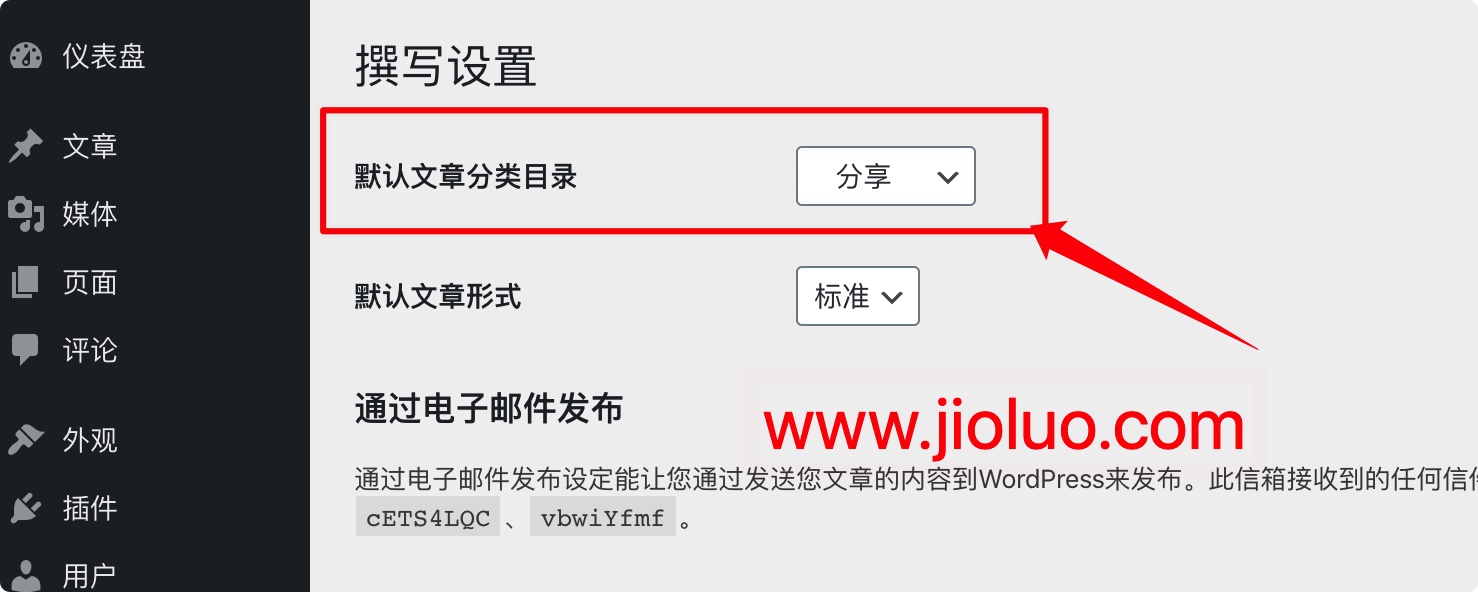 仪表盘
文章
媒体
页面
评论
外观
插件
用户
撰写设置
默认文章分类目录 分享
默认文章形式 标准
通过电子邮件发布
www.jioluo.com
通过电子邮件发布设定能让您通过发送您文章的内容到WordPress来发布。此信箱接收到的任何信
cETS4LQC 、 vbwiYfmf 。